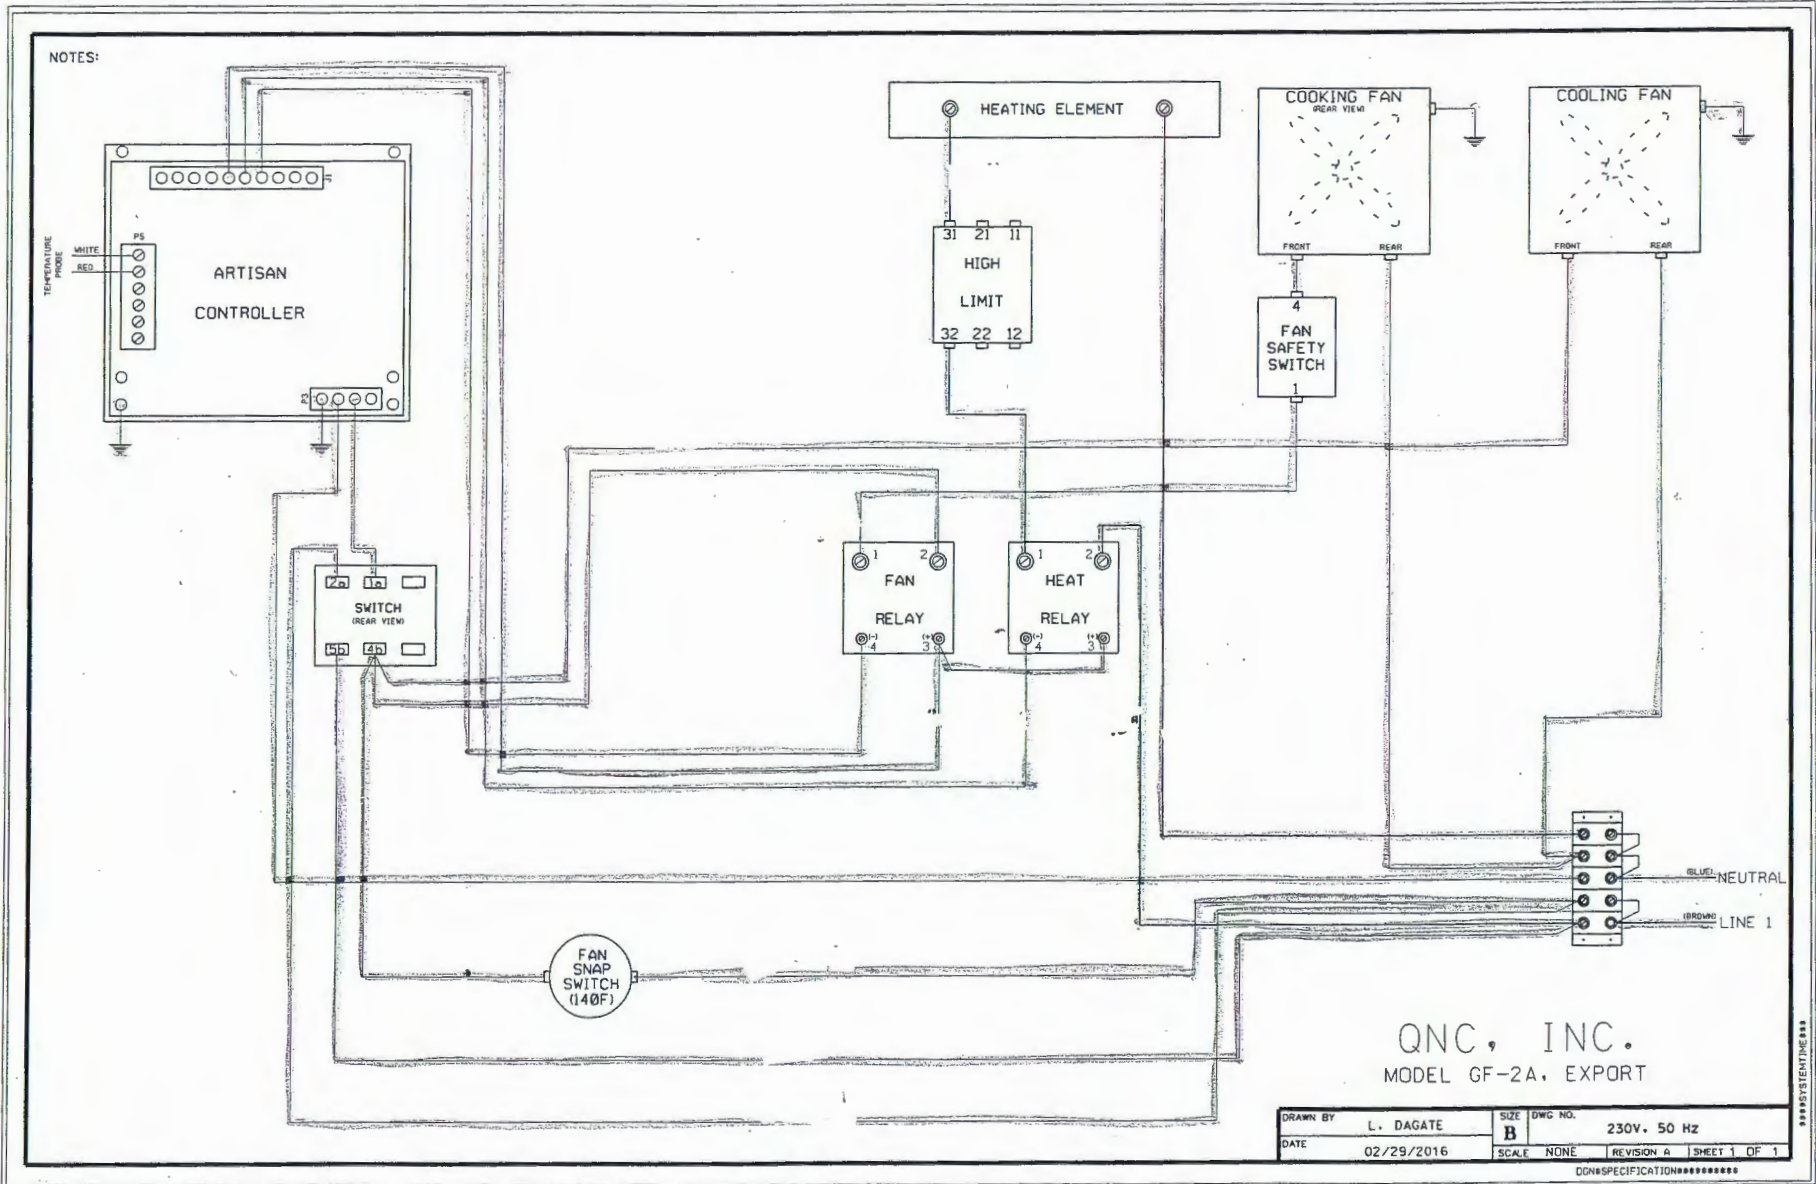 NOTES:
HEATING ELEMENT
COOKING FAN
(REAR VIEW)
FRONT
REAR
COOLING FAN
FRONT
REAR
J1
P5
TEMPERATURE
PROBE
WHITE
RED
ARTISAN
CONTROLLER
P3
31 21 11
HIGH
LIMIT
32 22 12
4
FAN
SAFETY
SWITCH
1
2a 1a
SWITCH
(REAR VIEW)
5b 4b
1 2
FAN
RELAY
(-) (+)
4 3
1 2
HEAT
RELAY
(-) (+)
4 3
(BLUE) NEUTRAL
(BROWN) LINE 1
FAN
SNAP
SWITCH
(140F)
QNC, INC.
MODEL GF-2A, EXPORT
DRAWN BY L. DAGATE
DATE 02/29/2016
SIZE B
DWG NO. 230V. 50 Hz
SCALE NONE
REVISION A
SHEET 1 OF 1